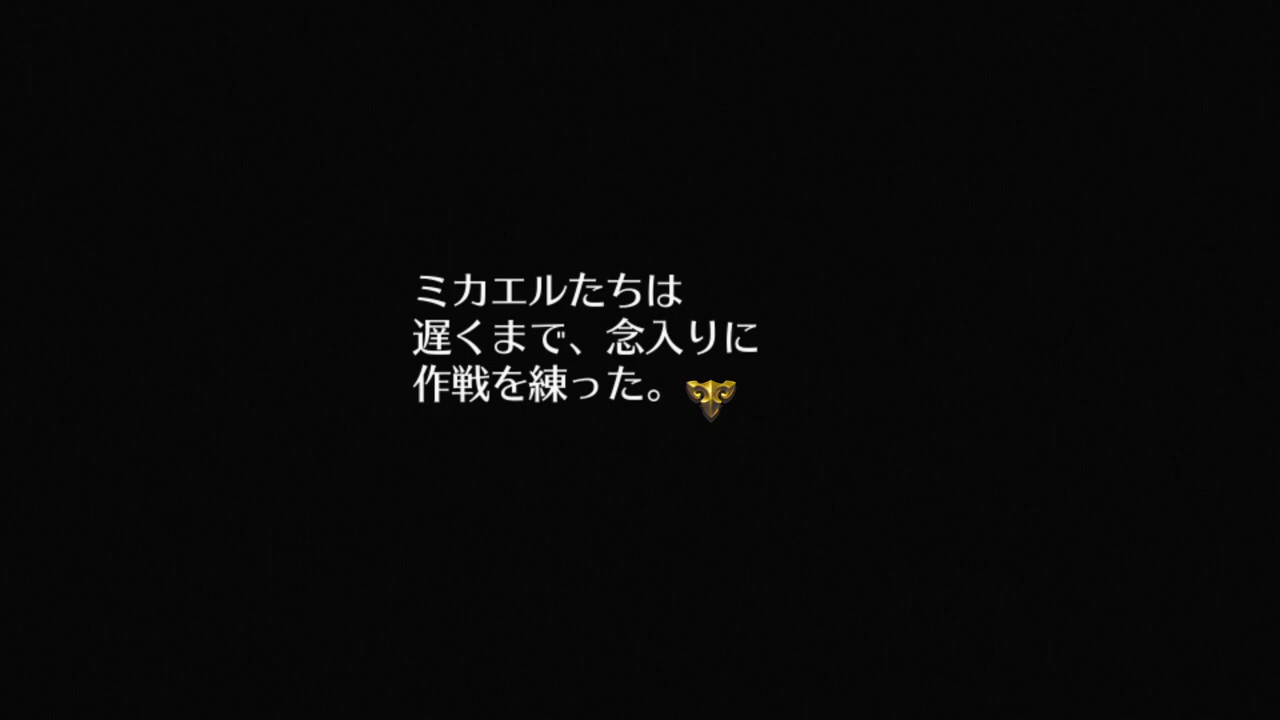 ミカエルたちは
遅くまで、念入りに
作戦を練った。